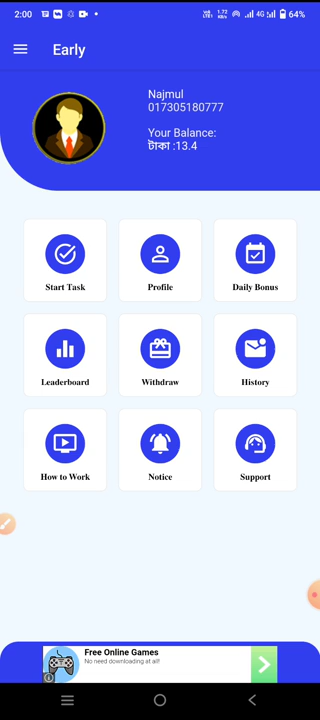 2:00
4G
64%
Early
Najmul
017305180777
Your Balance:
টাকা :13.4
Start Task
Profile
Daily Bonus
Leaderboard
Withdraw
History
How to Work
Notice
Support
Free Online Games
No need downloading at all!